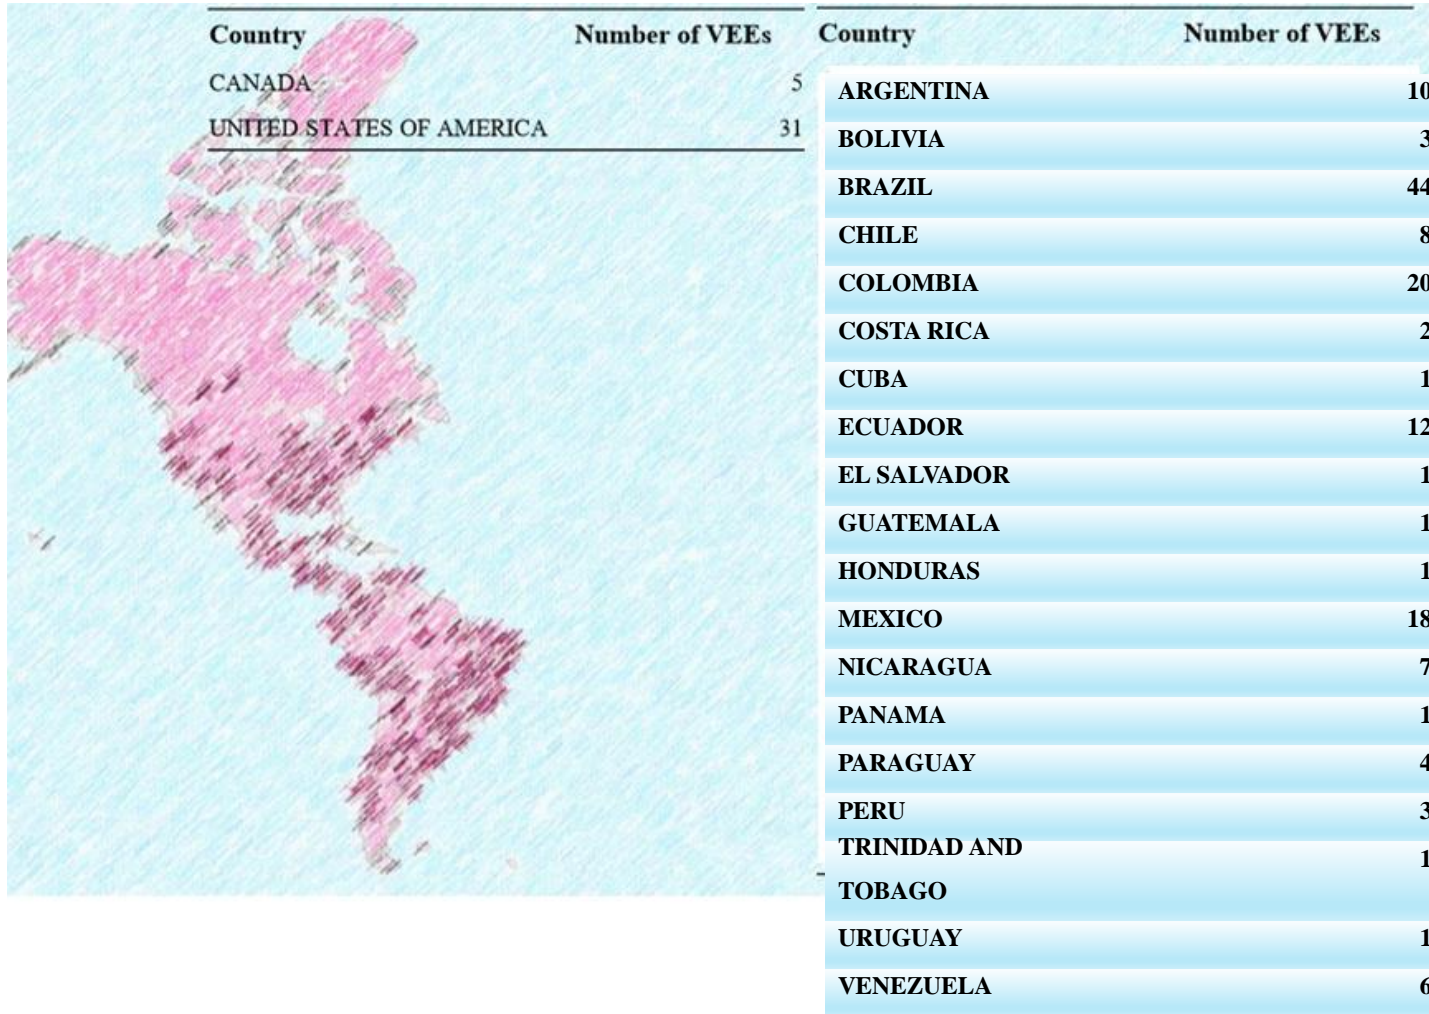 Country Number of VEEs
CANADA 5
UNITED STATES OF AMERICA 31
Country Number of VEEs
ARGENTINA 10
BOLIVIA 3
BRAZIL 44
CHILE 8
COLOMBIA 20
COSTA RICA 2
CUBA 1
ECUADOR 12
EL SALVADOR 1
GUATEMALA 1
HONDURAS 1
MEXICO 18
NICARAGUA 7
PANAMA 1
PARAGUAY 4
PERU 3
TRINIDAD AND 1
TOBAGO
URUGUAY 1
VENEZUELA 6